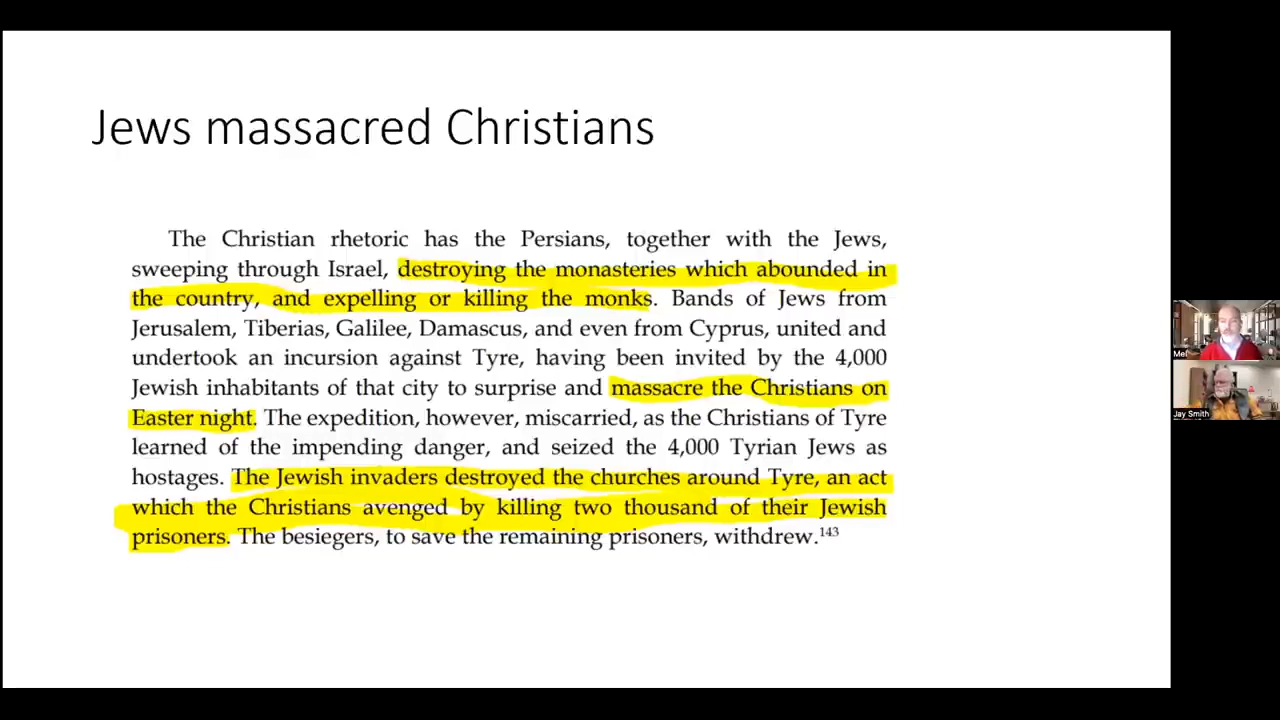 Jews massacred Christians
The Christian rhetoric has the Persians, together with the Jews,
sweeping through Israel, destroying the monasteries which abounded in
the country, and expelling or killing the monks. Bands of Jews from
Jerusalem, Tiberias, Galilee, Damascus, and even from Cyprus, united and
undertook an incursion against Tyre, having been invited by the 4,000
Jewish inhabitants of that city to surprise and massacre the Christians on
Easter night. The expedition, however, miscarried, as the Christians of Tyre
learned of the impending danger, and seized the 4,000 Tyrian Jews as
hostages. The Jewish invaders destroyed the churches around Tyre, an act
which the Christians avenged by killing two thousand of their Jewish
prisoners. The besiegers, to save the remaining prisoners, withdrew.¹⁴³
Mel
Jay Smith